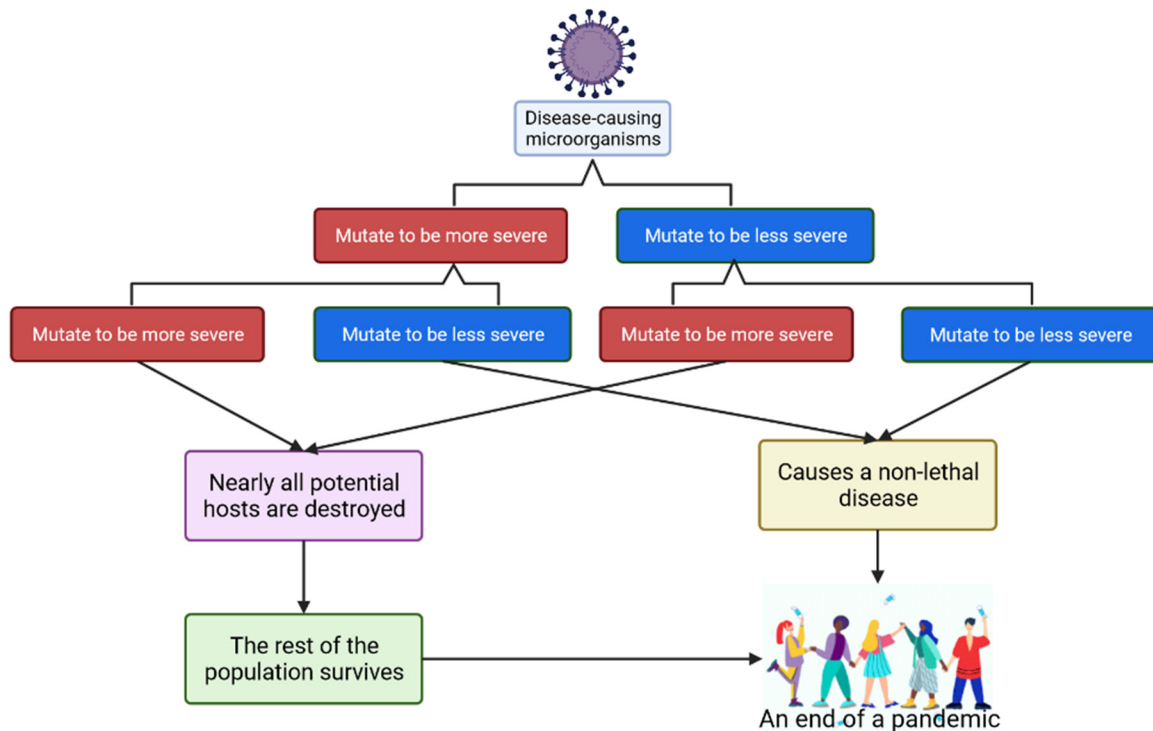 Disease-causing
microorganisms
Mutate to be more severe
Mutate to be less severe
Mutate to be more severe
Mutate to be less severe
Mutate to be more severe
Mutate to be less severe
Nearly all potential
hosts are destroyed
Causes a non-lethal
disease
The rest of the
population survives
An end of a pandemic